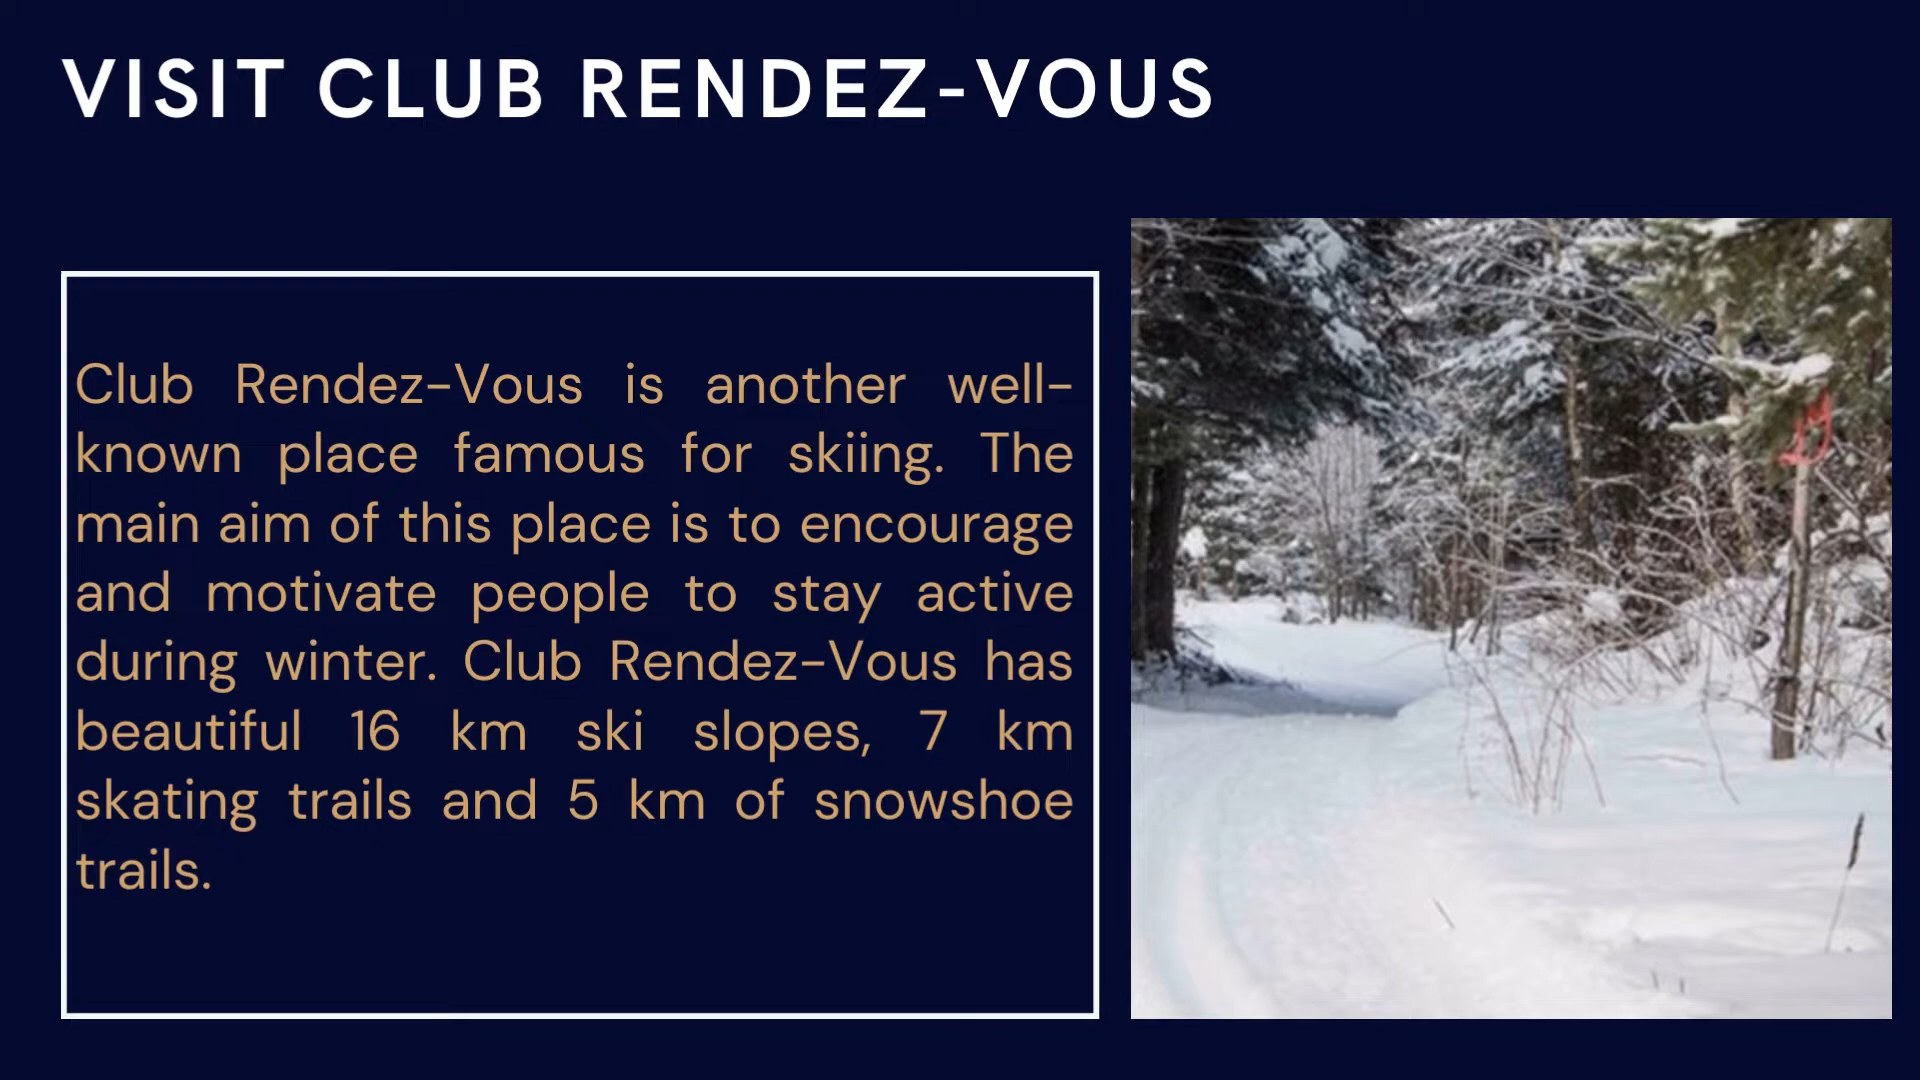 VISIT CLUB RENDEZ-VOUS
Club Rendez-Vous is another well-
known place famous for skiing. The
main aim of this place is to encourage
and motivate people to stay active
during winter. Club Rendez-Vous has
beautiful 16 km ski slopes, 7 km
skating trails and 5 km of snowshoe
trails.